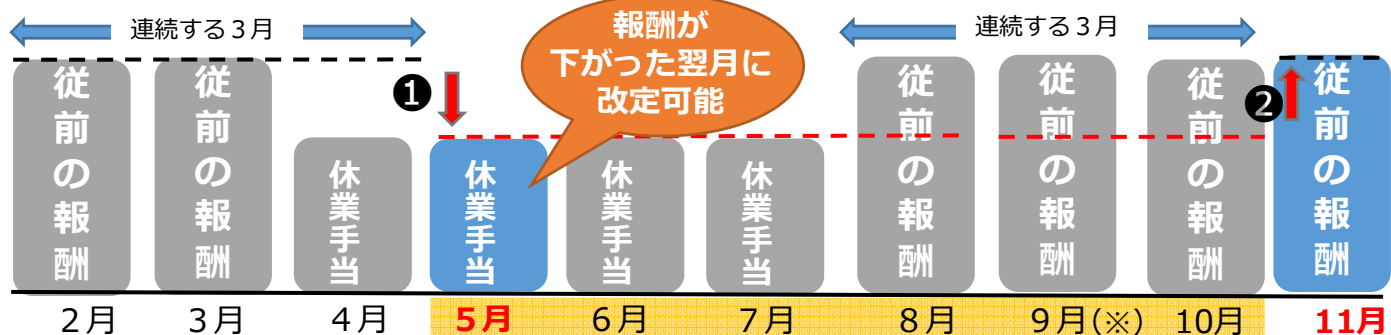 連続する３月
連続する３月
報酬が
下がった翌月に
改定可能
❶
❷
従前の報酬
従前の報酬
休業手当
休業手当
休業手当
休業手当
従前の報酬
従前の報酬
従前の報酬
従前の報酬
２月
３月
４月
５月
６月
７月
８月
９月(※)
10月
11月